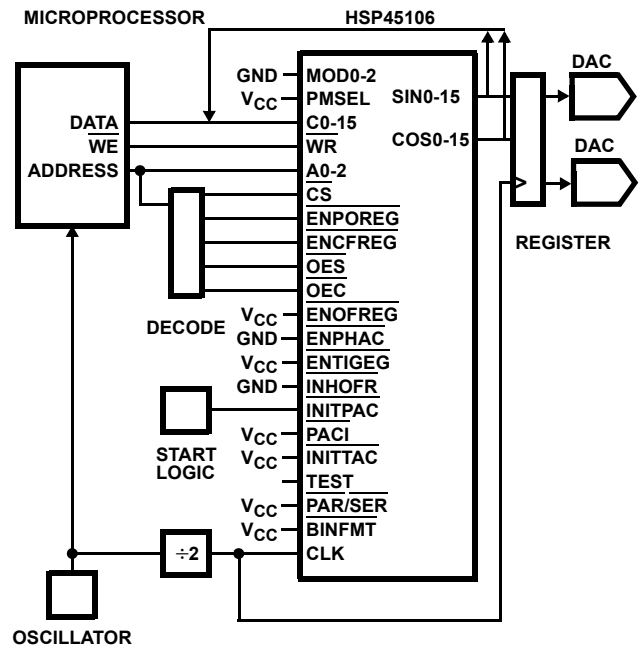 MICROPROCESSOR
HSP45106
DATA
WE
ADDRESS
DECODE
START
LOGIC
÷2
OSCILLATOR
GND
VCC
VCC
GND
VCC
GND
VCC
VCC
VCC
VCC
MOD0-2
PMSEL
C0-15
WR
A0-2
CS
ENPOREG
ENCFREG
OES
OEC
ENOFREG
ENPHAC
ENTIGEG
INHOFR
INITPAC
PACI
INITTAC
TEST
PAR/SER
BINFMT
CLK
SIN0-15
COS0-15
DAC
DAC
REGISTER